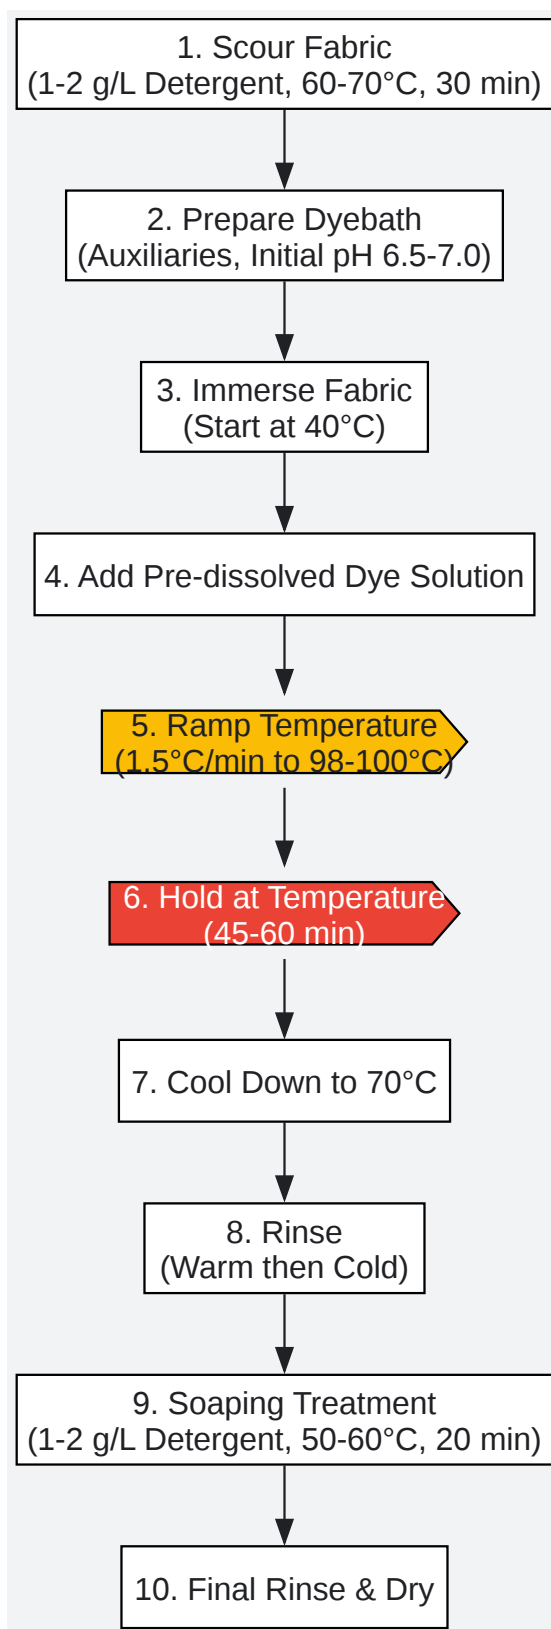 1. Scour Fabric
(1-2 g/L Detergent, 60-70°C, 30 min)
2. Prepare Dyebath
(Auxiliaries, Initial pH 6.5-7.0)
3. Immerse Fabric
(Start at 40°C)
4. Add Pre-dissolved Dye Solution
5. Ramp Temperature
(1.5°C/min to 98-100°C)
6. Hold at Temperature
(45-60 min)
7. Cool Down to 70°C
8. Rinse
(Warm then Cold)
9. Soaping Treatment
(1-2 g/L Detergent, 50-60°C, 20 min)
10. Final Rinse & Dry